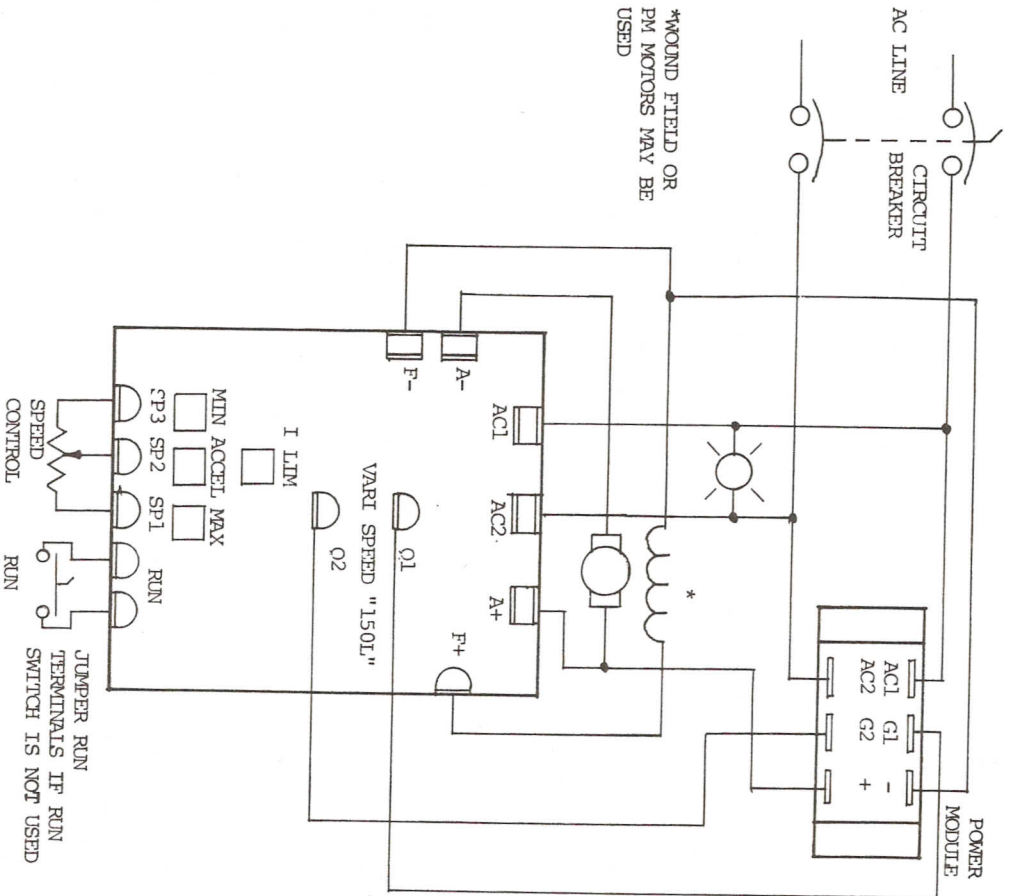 POWER
MODULE
CIRCUIT
BREAKER
AC LINE
AC1 G1 -
AC2 G2 +
*
*WOUND FIELD OR
PM MOTORS MAY BE
USED
AC1
AC2
A+
A-
F-
F+
Q1
VARI SPEED "150L"
Q2
I LIM
MIN ACCEL MAX
SP3 SP2 SP1 RUN
SPEED
CONTROL
RUN
JUMPER RUN
TERMINALS IF RUN
SWITCH IS NOT USED